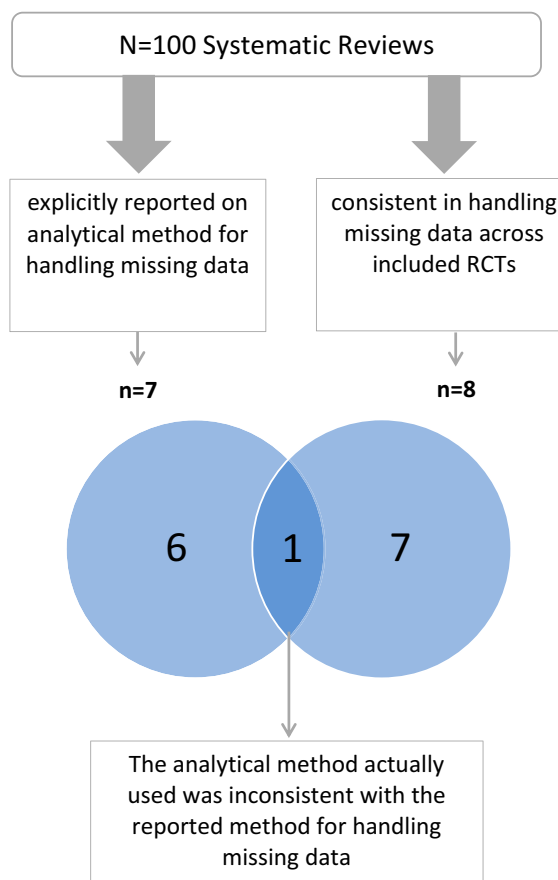 N=100 Systematic Reviews
explicitly reported on
analytical method for
handling missing data
consistent in handling
missing data across
included RCTs
n=7
n=8
6
1
7
The analytical method actually
used was inconsistent with the
reported method for handling
missing data